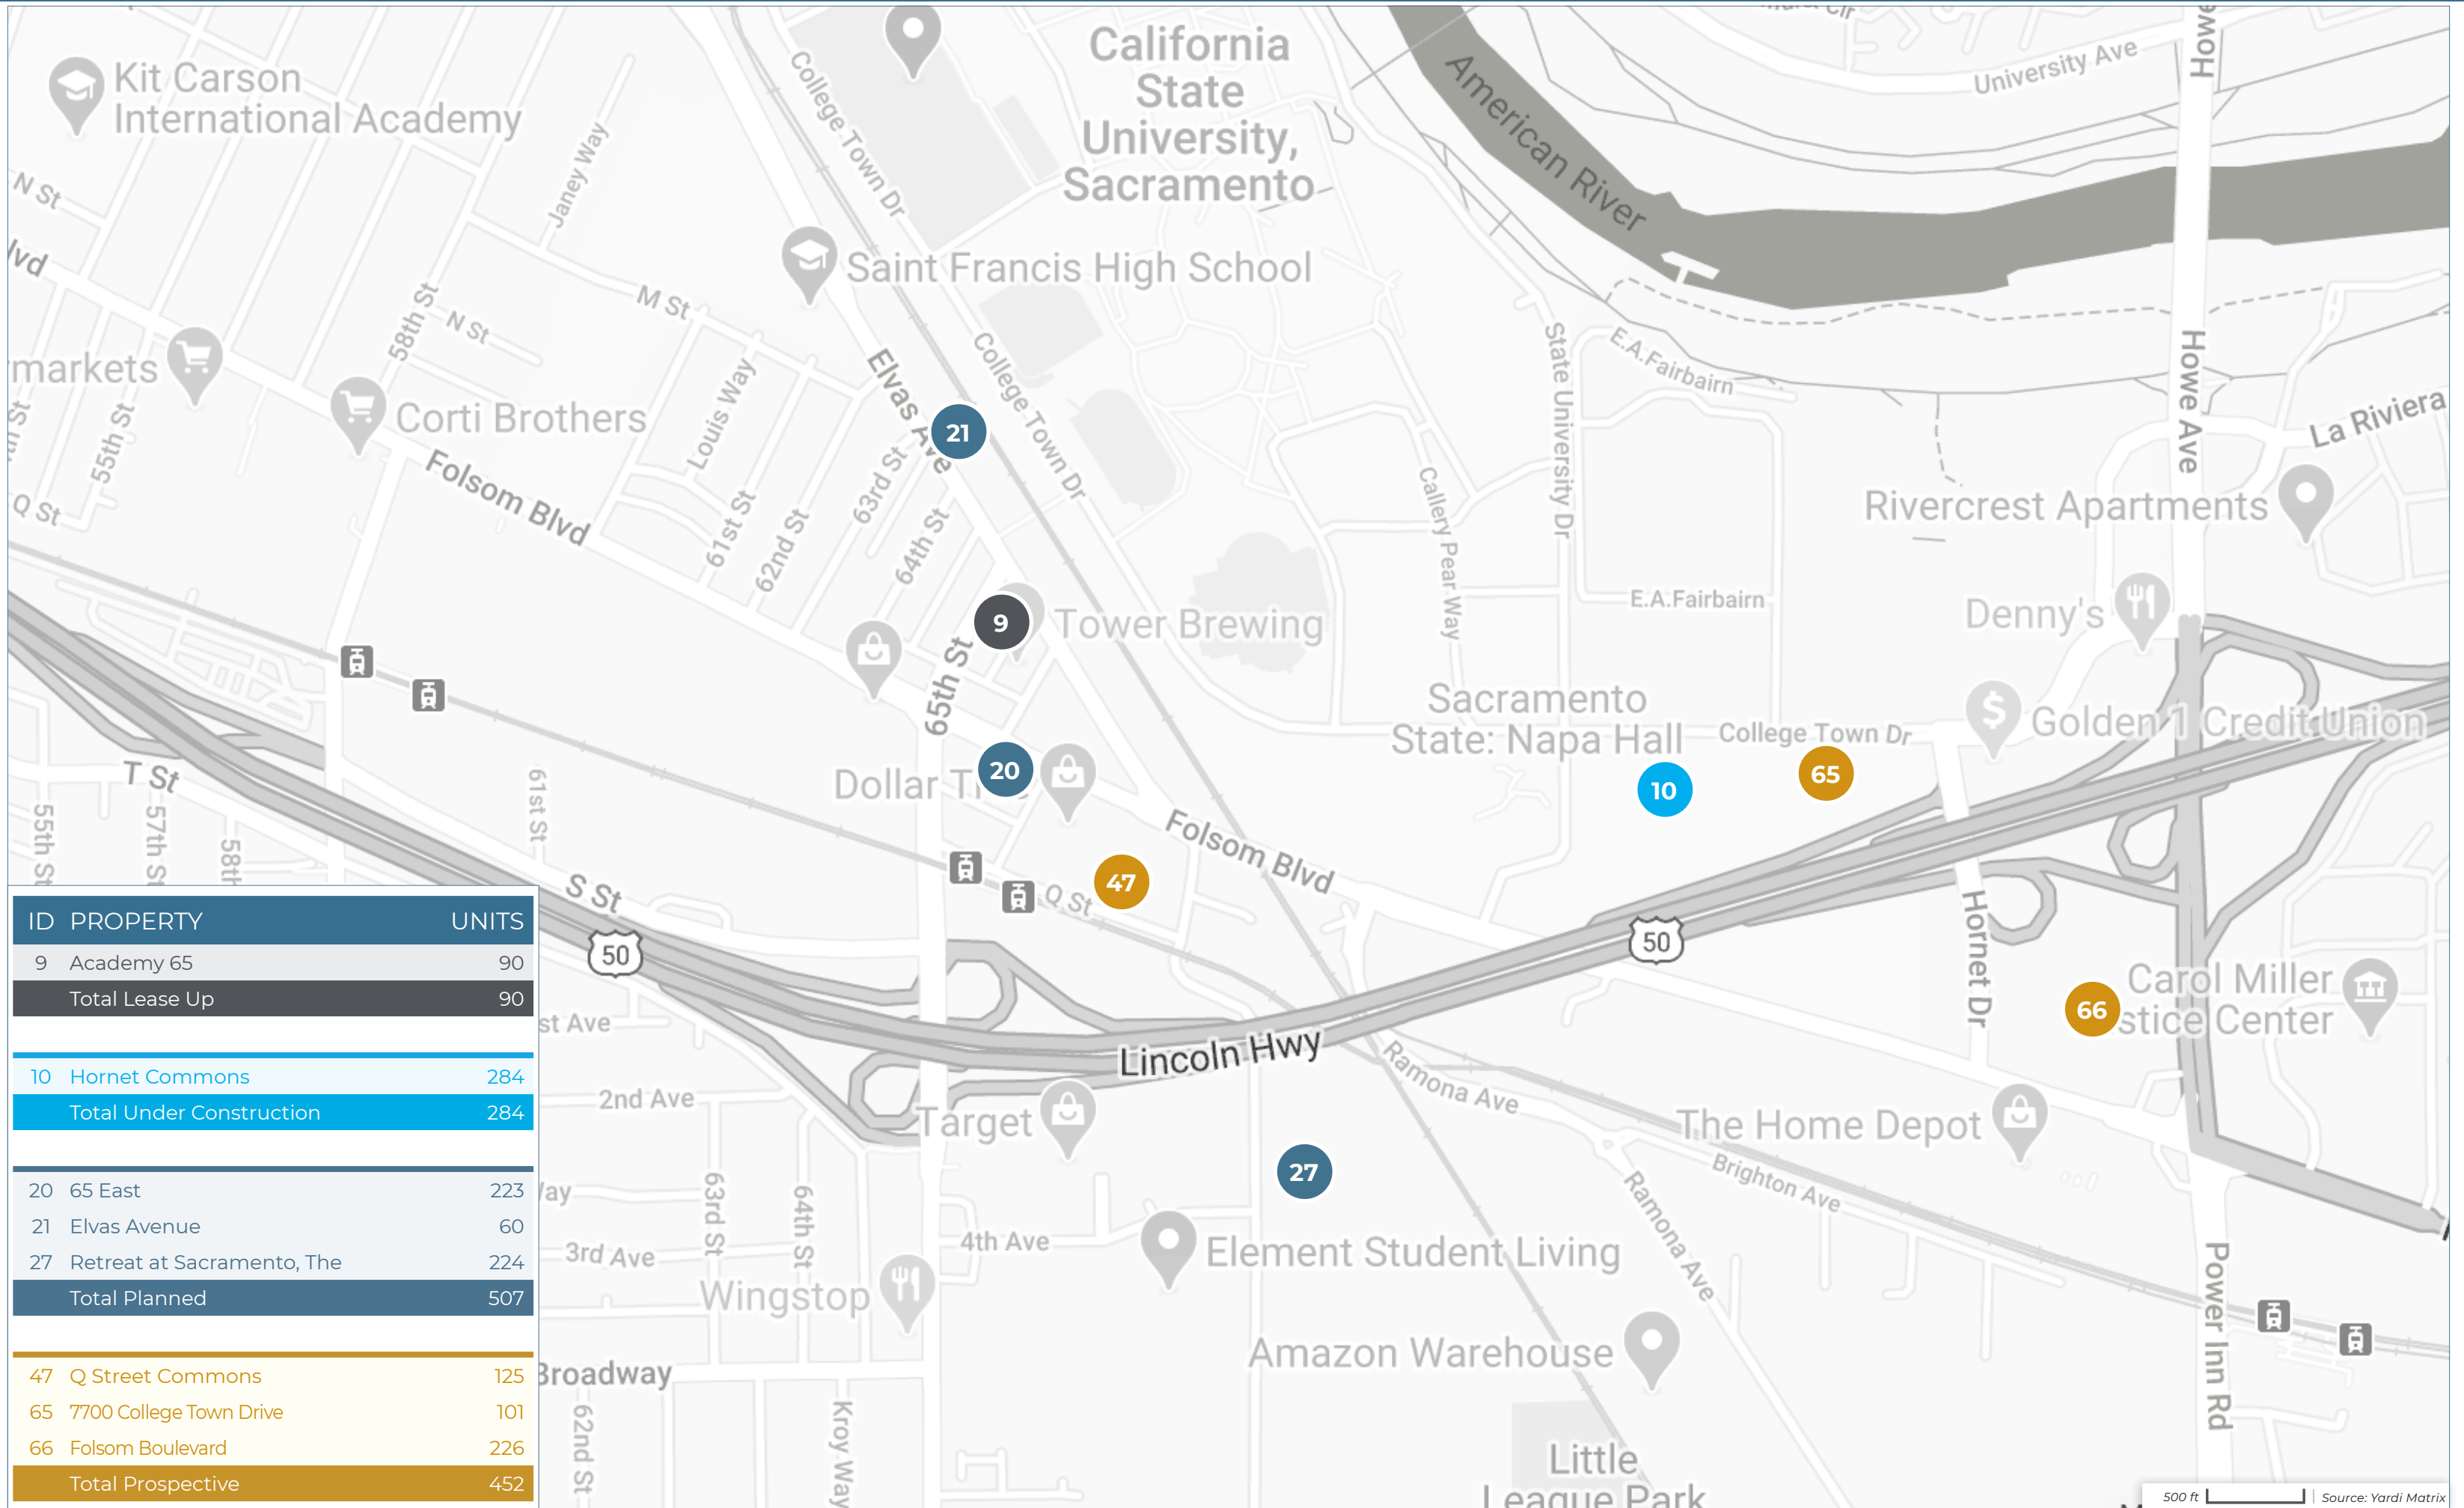 California
State
University,
Sacramento
Kit Carson
International Academy
College Town Dr
American River
University Ave
Howe
Janey Way
N St
lvd
Saint Francis High School
M St
58th St
N St
markets
Corti Brothers
Louis Way
Elvas Ave
College Town Dr
State University Dr
E.A.Fairbairn
Howe Ave
La Riviera
55th St
Q St
Folsom Blvd
61st St
62nd St
63rd St
64th St
21
Callery Pear Way
Rivercrest Apartments
E.A.Fairbairn
Denny's
9
Tower Brewing
65th St
Sacramento
State: Napa Hall
College Town Dr
Golden 1 Credit Union
T St
55th St
57th St
58th
61st St
Dollar
20
10
65
Folsom Blvd
47
Q St
S St
50
50
Hornet Dr
66
Carol Miller
stice Center
Lincoln Hwy
st Ave
2nd Ave
Target
Ramona Ave
The Home Depot
Brighton Ave
27
63rd St
64th St
4th Ave
3rd Ave
Element Student Living
Ramona Ave
Wingstop
Amazon Warehouse
Power Inn Rd
Broadway
62nd St
Kroy Way
Little
League Park
ID PROPERTY UNITS
9 Academy 65 90
Total Lease Up 90
10 Hornet Commons 284
Total Under Construction 284
20 65 East 223
21 Elvas Avenue 60
27 Retreat at Sacramento, The 224
Total Planned 507
47 Q Street Commons 125
65 7700 College Town Drive 101
66 Folsom Boulevard 226
Total Prospective 452
500 ft
Source: Yardi Matrix